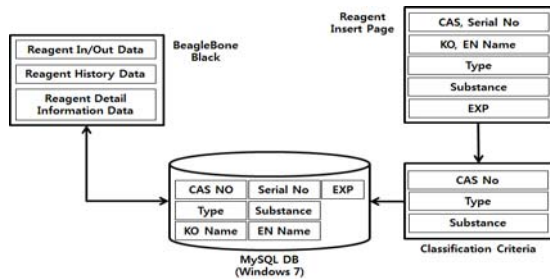 BeagleBone
Black
Reagent In/Out Data
Reagent History Data
Reagent Detail
Information Data
Reagent
Insert Page
CAS, Serial No
KO, EN Name
Type
Substance
EXP
CAS No
Type
Substance
Classification Criteria
CAS NO Serial No EXP
Type Substance
KO Name EN Name
MySQL DB
(Windows 7)